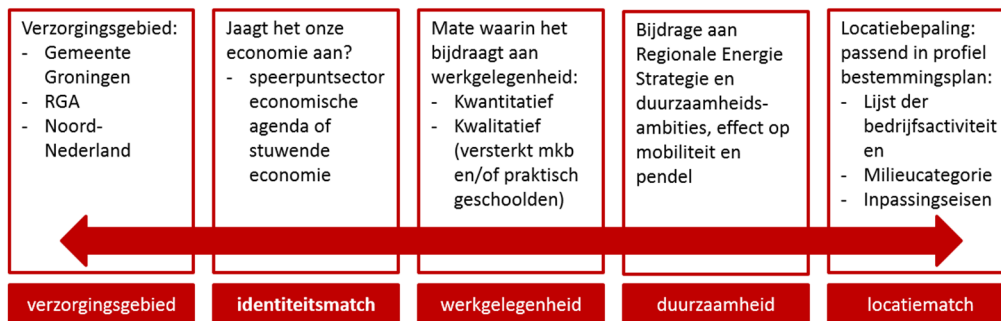 Verzorgingsgebied:
- Gemeente
Groningen
- RGA
- Noord-
Nederland
Jaagt het onze
economie aan?
- speerpuntsector
economische
agenda of
stuwende
economie
Mate waarin het
bijdraagt aan
werkgelegenheid:
- Kwantitatief
- Kwalitatief
(versterkt mkb
en/of praktisch
geschoolden)
Bijdrage aan
Regionale Energie
Strategie en
duurzaamheids-
ambities, effect op
mobiliteit en
pendel
Locatiebepaling:
passend in profiel
bestemmingsplan:
- Lijst der
bedrijfsactiviteit
en
- Milieucategorie
- Inpassingseisen
verzorgingsgebied
identiteitsmatch
werkgelegenheid
duurzaamheid
locatiematch